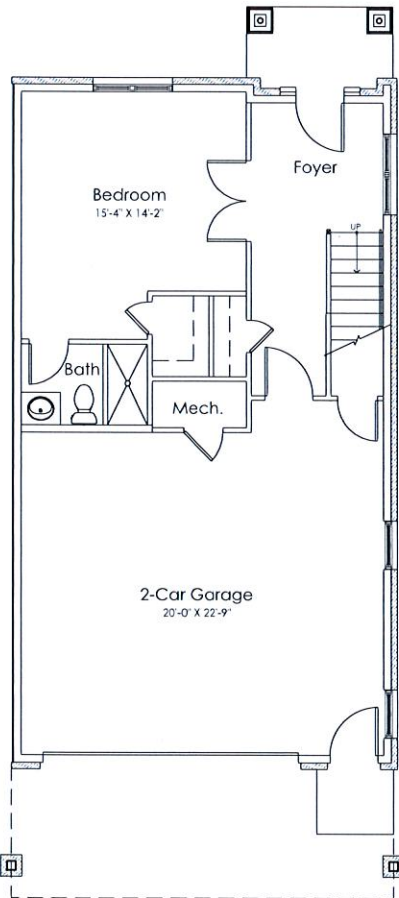 Foyer
Bedroom
15'-4" X 14'-2"
UP
Bath
Mech.
2-Car Garage
20'-0" X 22'-9"